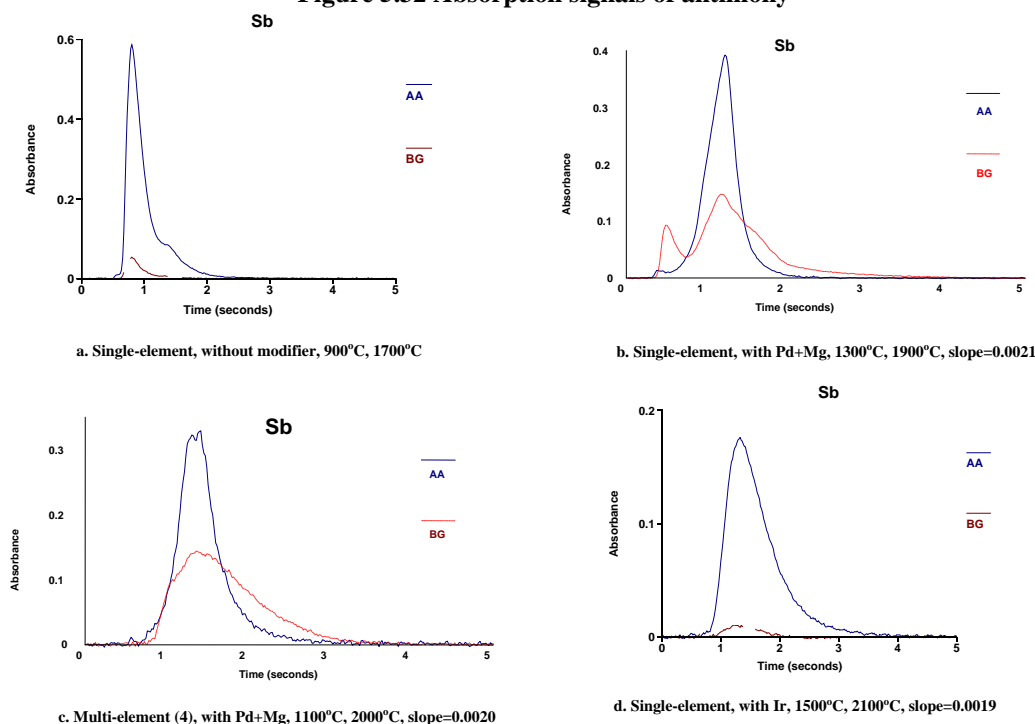 Figure 3.32 Absorption signals of antimony
Sb
0.6
0.4
0.2
0
Absorbance
AA
BG
0 1 2 3 4 5
Time (seconds)
a. Single-element, without modifier, 900°C, 1700°C
Sb
0.4
0.3
0.2
0.1
0
Absorbance
AA
BG
0 1 2 3 4 5
Time (seconds)
b. Single-element, with Pd+Mg, 1300°C, 1900°C, slope=0.0021
Sb
0.3
0.2
0.1
0
Absorbance
AA
BG
0 1 2 3 4 5
Time (seconds)
c. Multi-element (4), with Pd+Mg, 1100°C, 2000°C, slope=0.0020
Sb
0.2
0.1
0
Absorbance
AA
BG
0 1 2 3 4 5
Time (seconds)
d. Single-element, with Ir, 1500°C, 2100°C, slope=0.0019